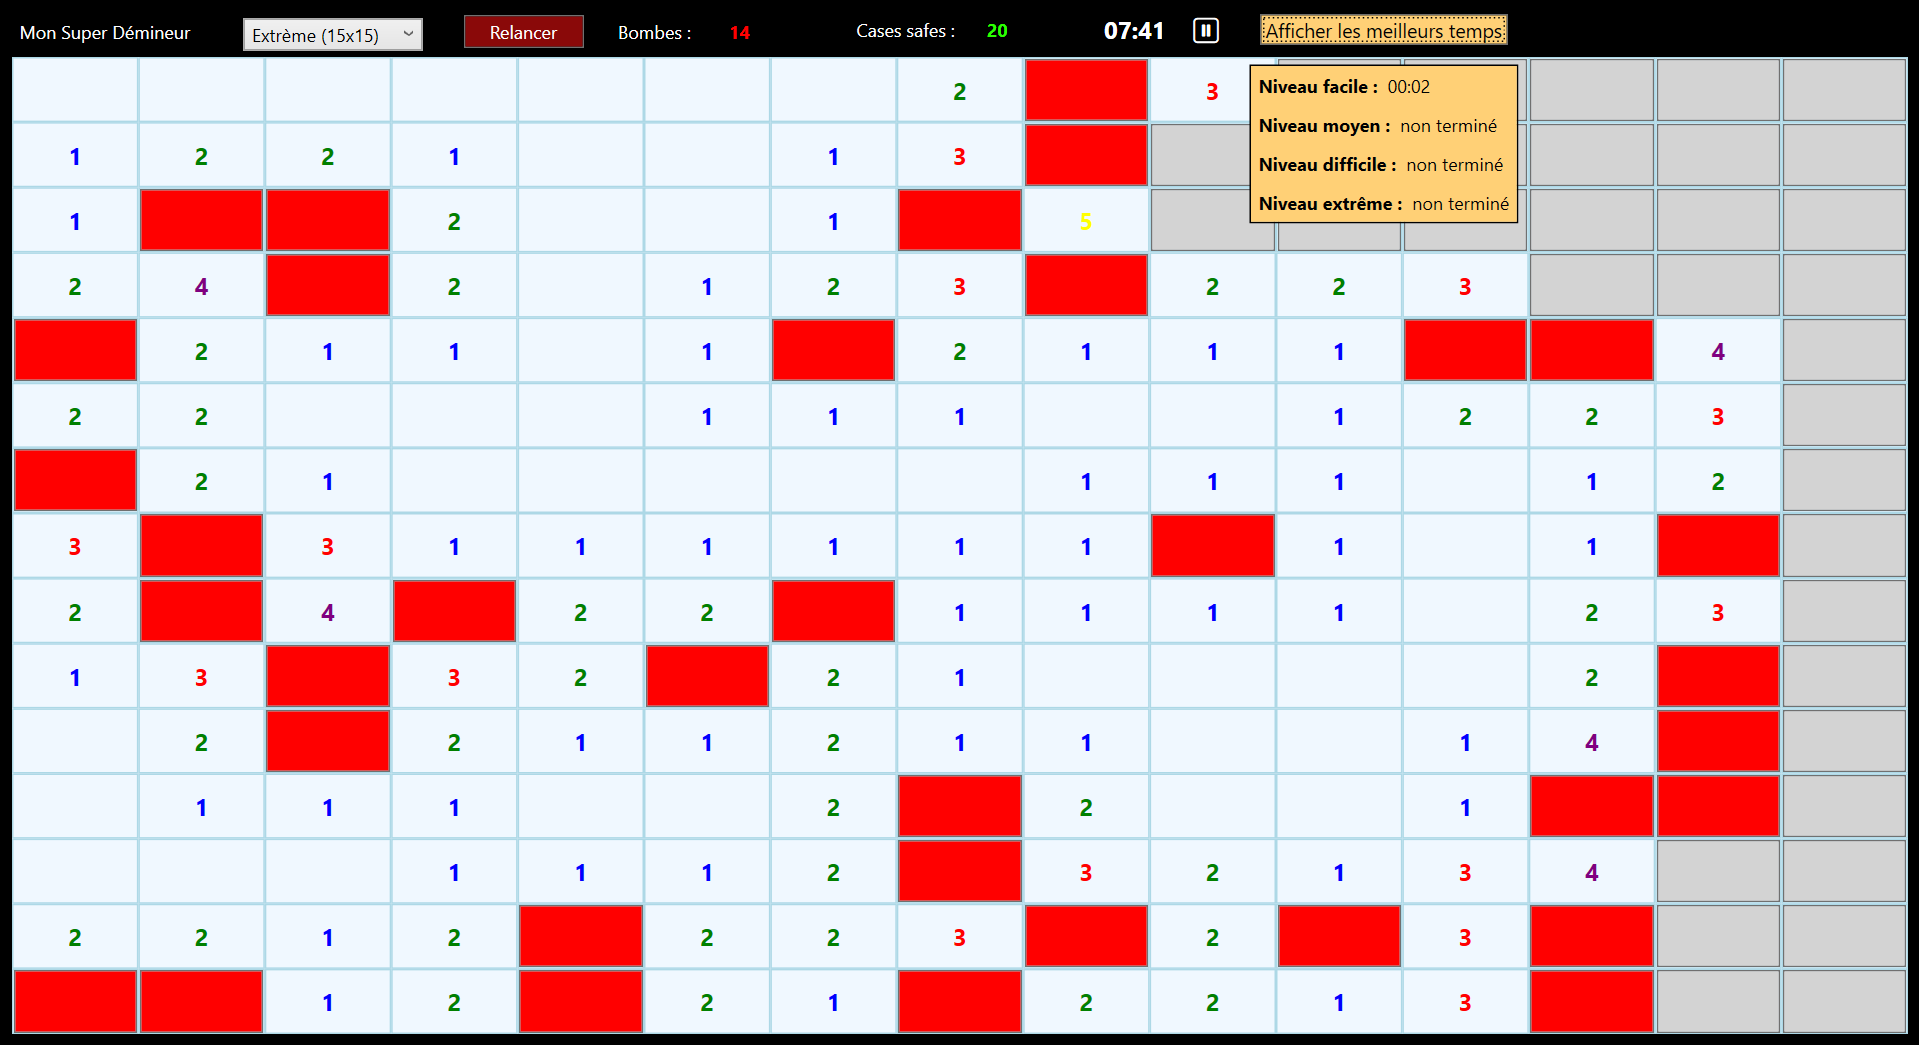 Mon Super Démineur Extrème (15x15) Relancer Bombes : 14 Cases safes : 20 07:41 Afficher les meilleurs temps
2 3
Niveau facile : 00:02
Niveau moyen : non terminé
Niveau difficile : non terminé
Niveau extrême : non terminé
1 2 2 1 1 3
1 2 1 5
2 4 2 1 2 3 2 2 3
2 1 1 1 2 1 1 1 4
2 2 1 1 1 1 2 2 3
2 1 1 1 1 1 2
3 3 1 1 1 1 1 1 1 1
2 4 2 2 1 1 1 1 2 3
1 3 3 2 2 1 2
2 2 1 1 2 1 1 1 4
1 1 1 2 2 1
1 1 1 2 3 2 1 3 4
2 2 1 2 2 2 3 2 3
1 2 2 1 2 2 1 3